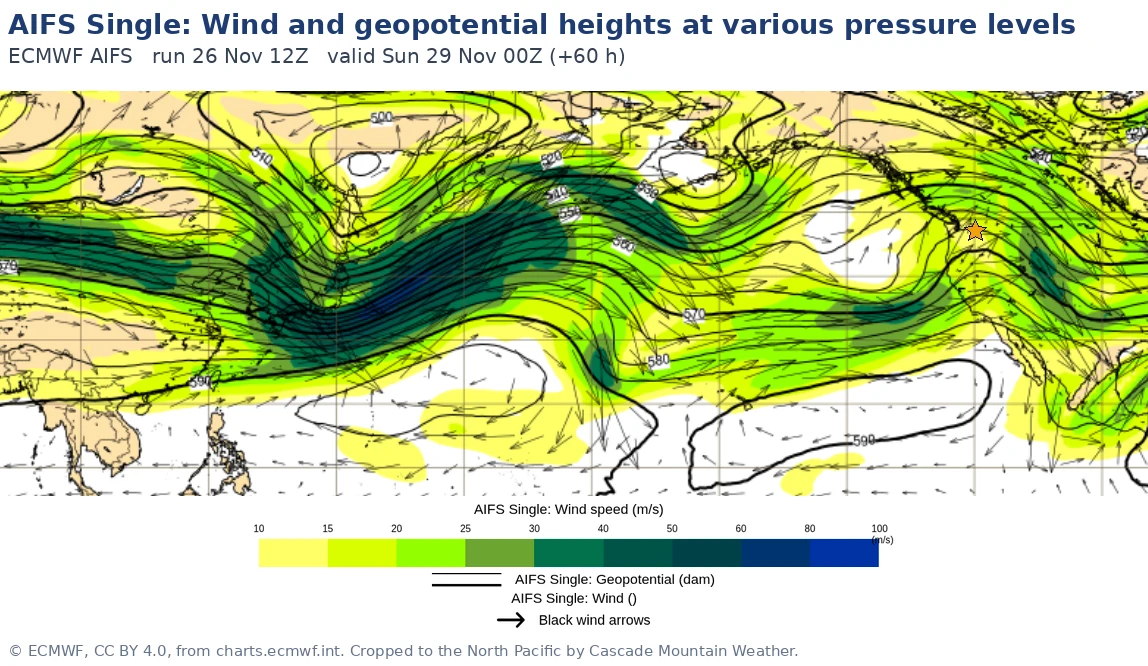 AIFS Single: Wind and geopotential heights at various pressure levels
ECMWF AIFS run 26 Nov 12Z valid Sun 29 Nov 00Z (+60 h)
500
510
520
540
550
560
570
570
580
590
590
AIFS Single: Wind speed (m/s)
10 15 20 25 30 40 50 60 80 100
(m/s)
AIFS Single: Geopotential (dam)
AIFS Single: Wind ()
Black wind arrows
© ECMWF, CC BY 4.0, from charts.ecmwf.int. Cropped to the North Pacific by Cascade Mountain Weather.